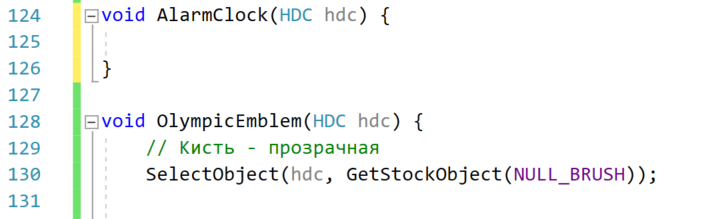 124 void AlarmClock(HDC hdc) {
125
126 }
127
128 void OlympicEmblem(HDC hdc) {
129 // Кисть - прозрачная
130 SelectObject(hdc, GetStockObject(NULL_BRUSH));
131